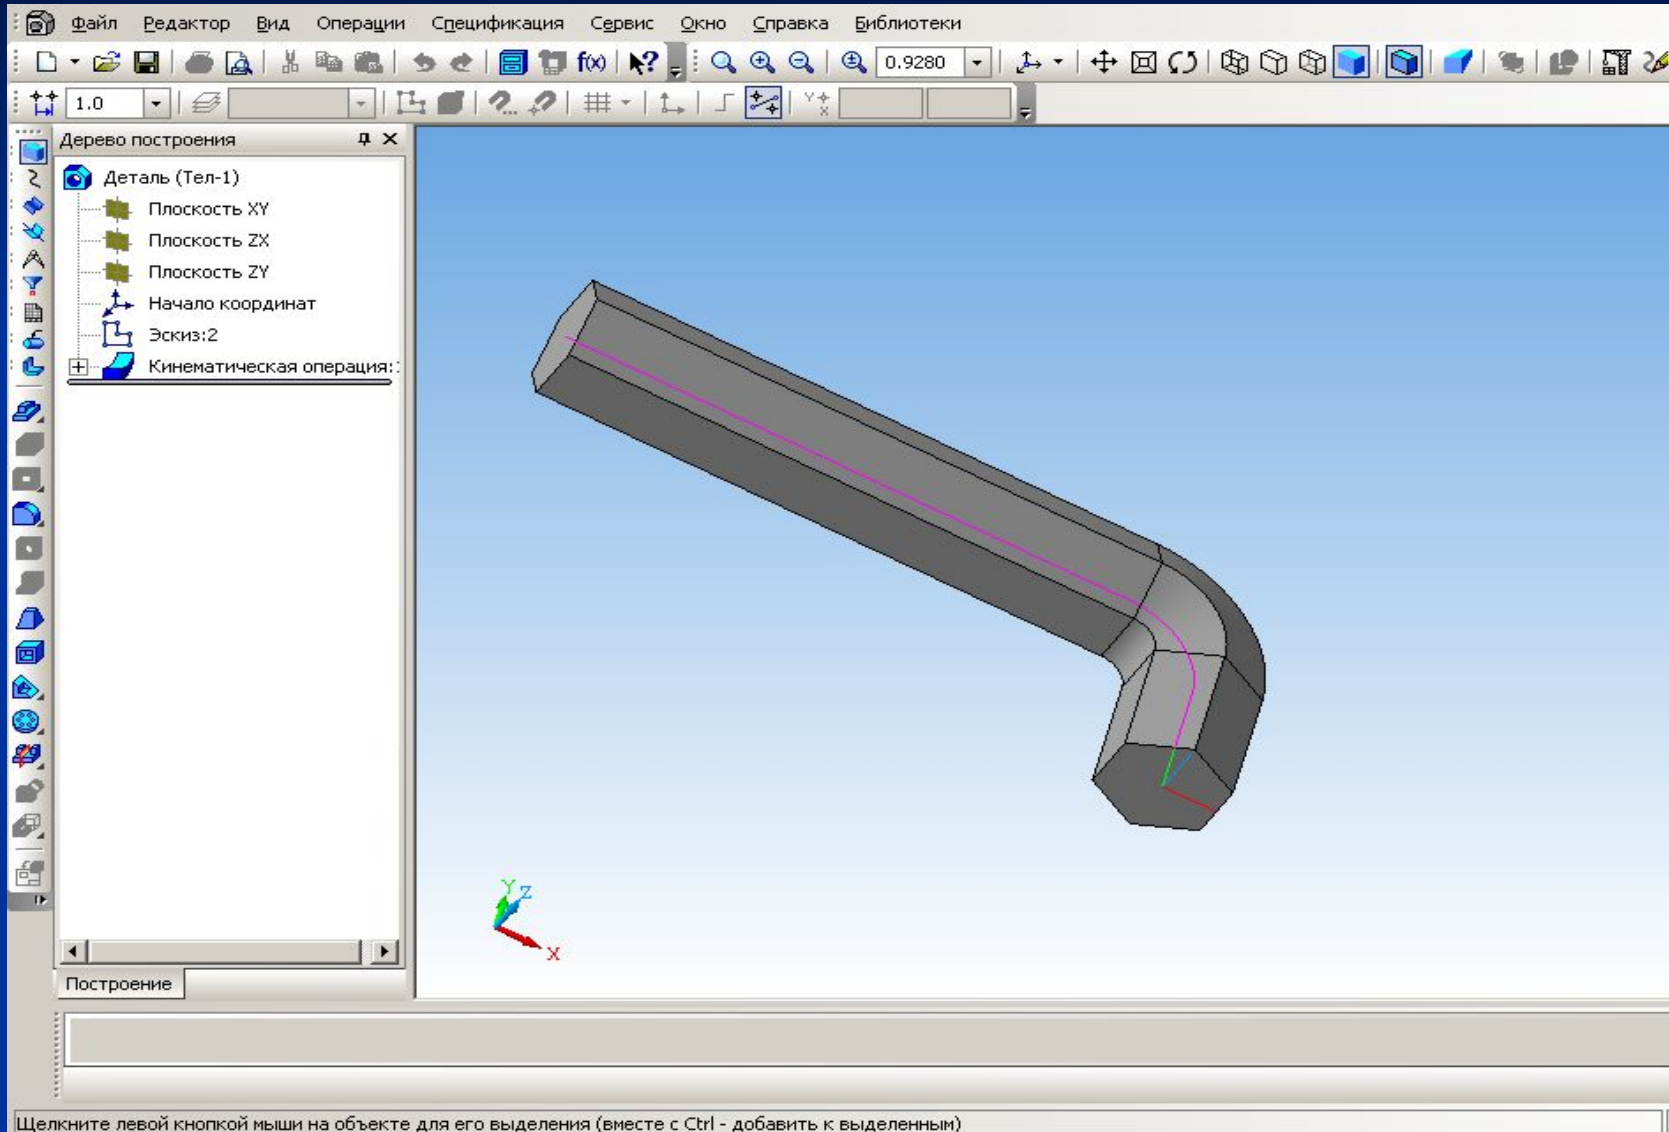 Файл Редактор Вид Операции Спецификация Сервис Окно Справка Библиотеки
f(x) 0.9280
1.0
Дерево построения
Деталь (Тел-1)
Плоскость XY
Плоскость ZX
Плоскость ZY
Начало координат
Эскиз:2
Кинематическая операция:
Y Z
X
Построение
Щелкните левой кнопкой мыши на объекте для его выделения (вместе с Ctrl - добавить к выделенным)